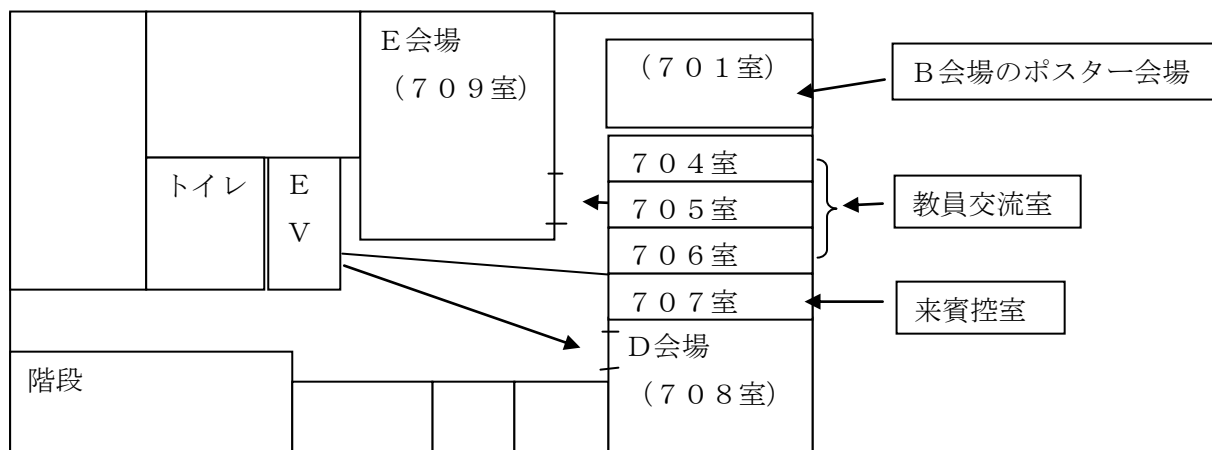 E会場
(709室)
(701室)
B会場のポスター会場
704室
トイレ
E
V
705室
教員交流室
706室
707室
来賓控室
D会場
(708室)
階段